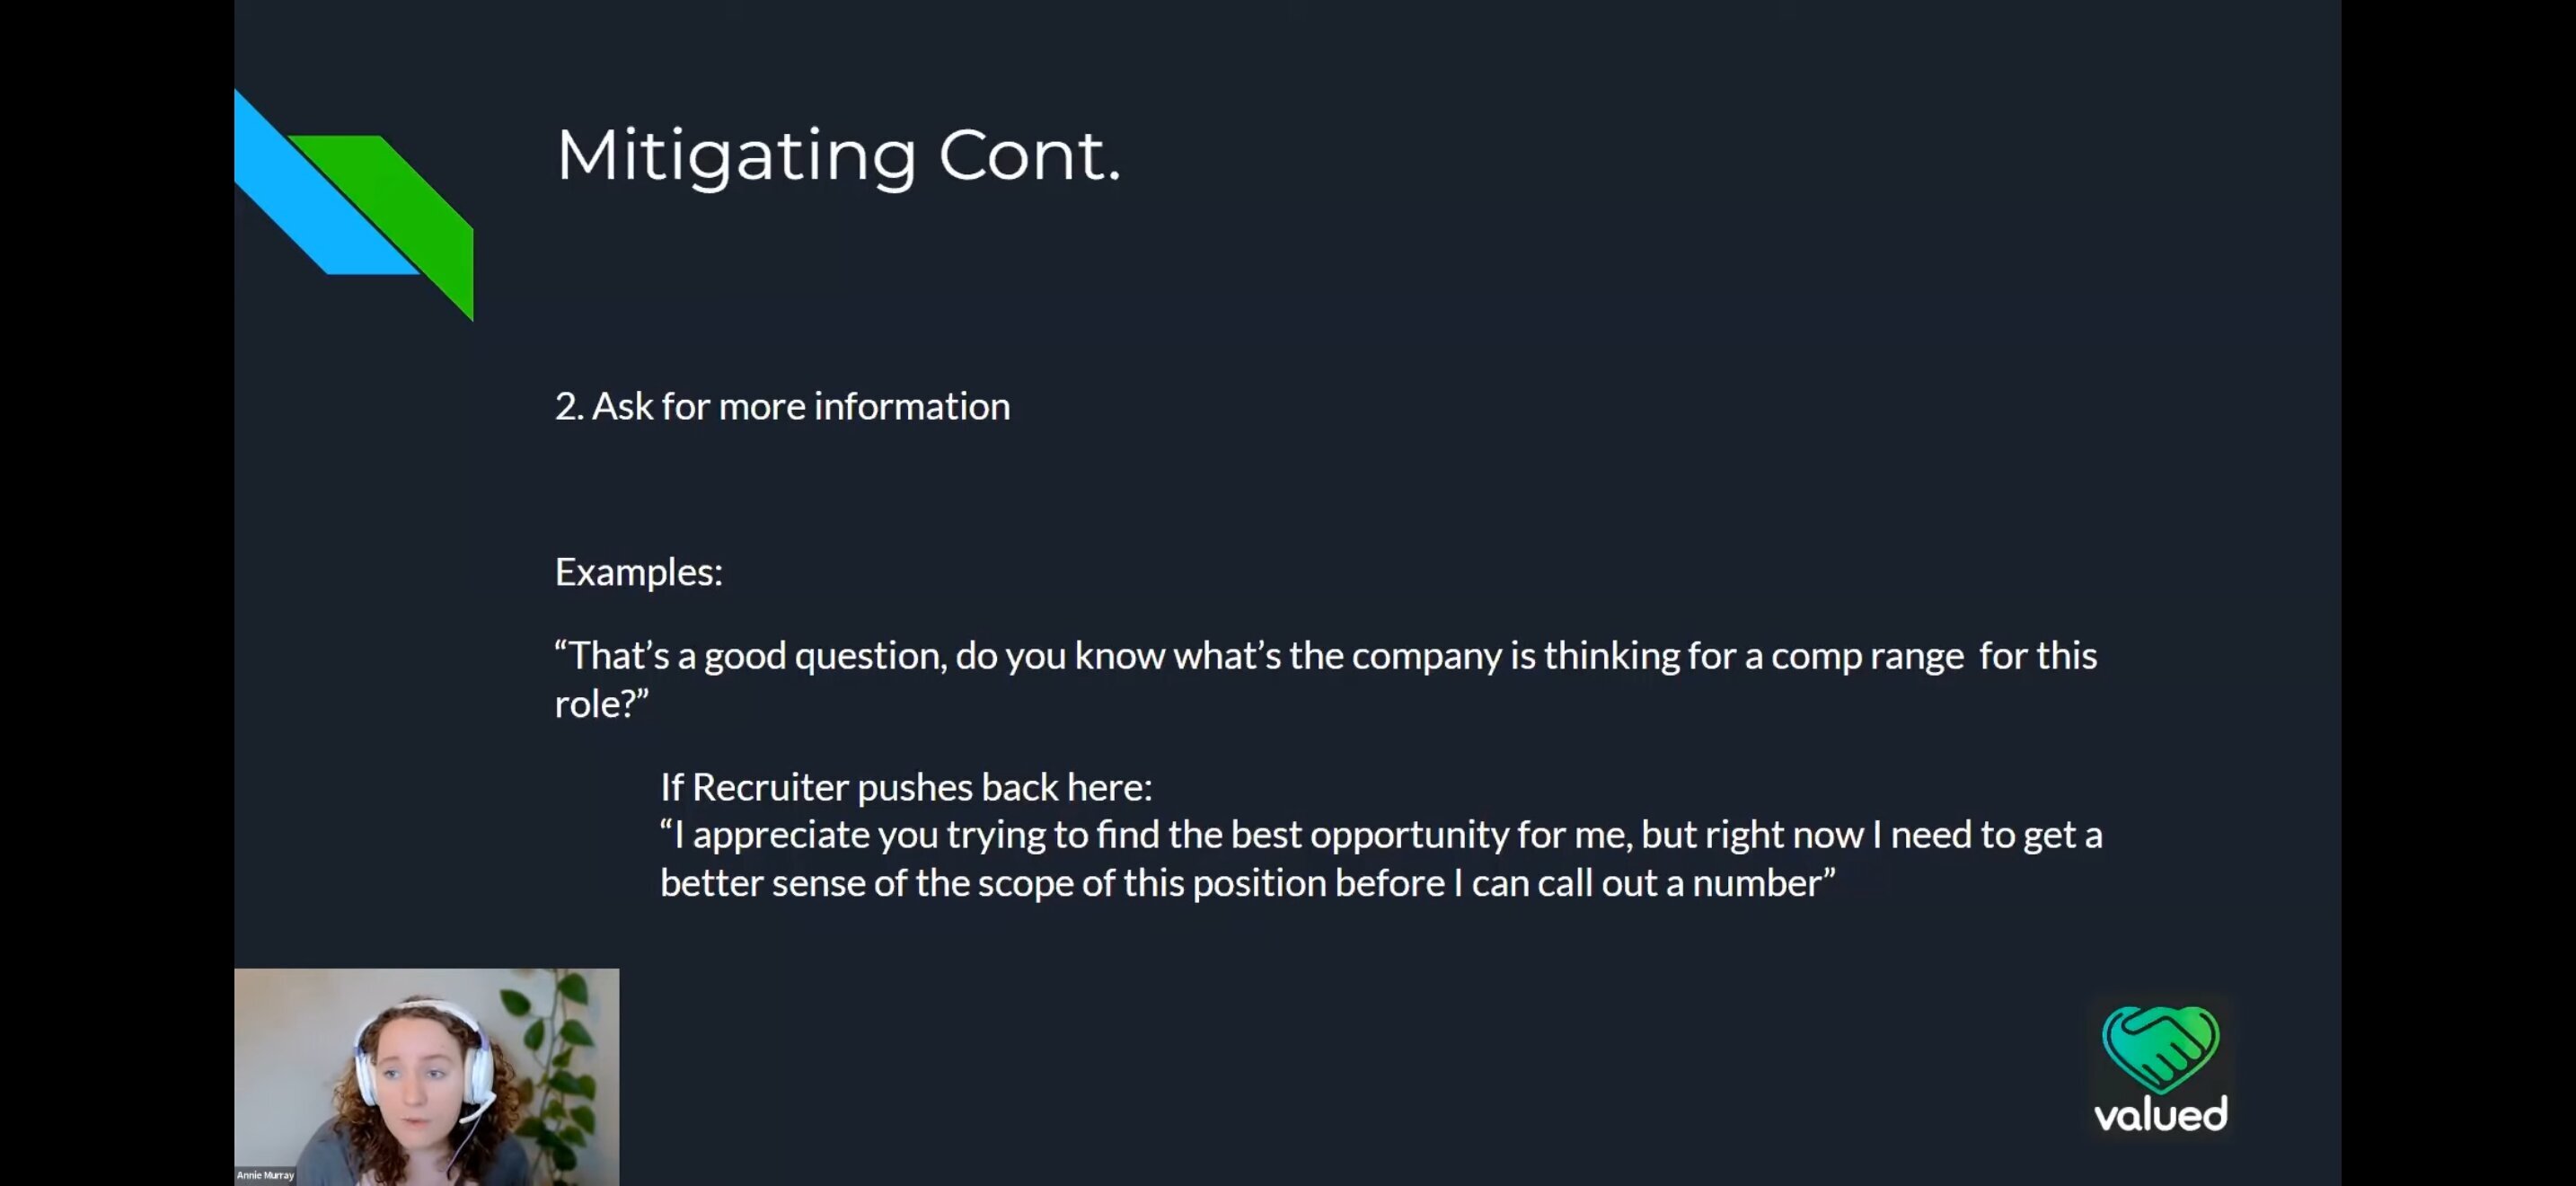 Mitigating Cont.
2. Ask for more information
Examples:
“That’s a good question, do you know what’s the company is thinking for a comp range  for this
role?”
If Recruiter pushes back here:
“I appreciate you trying to find the best opportunity for me, but right now I need to get a
better sense of the scope of this position before I can call out a number”
Annie Murray
valued